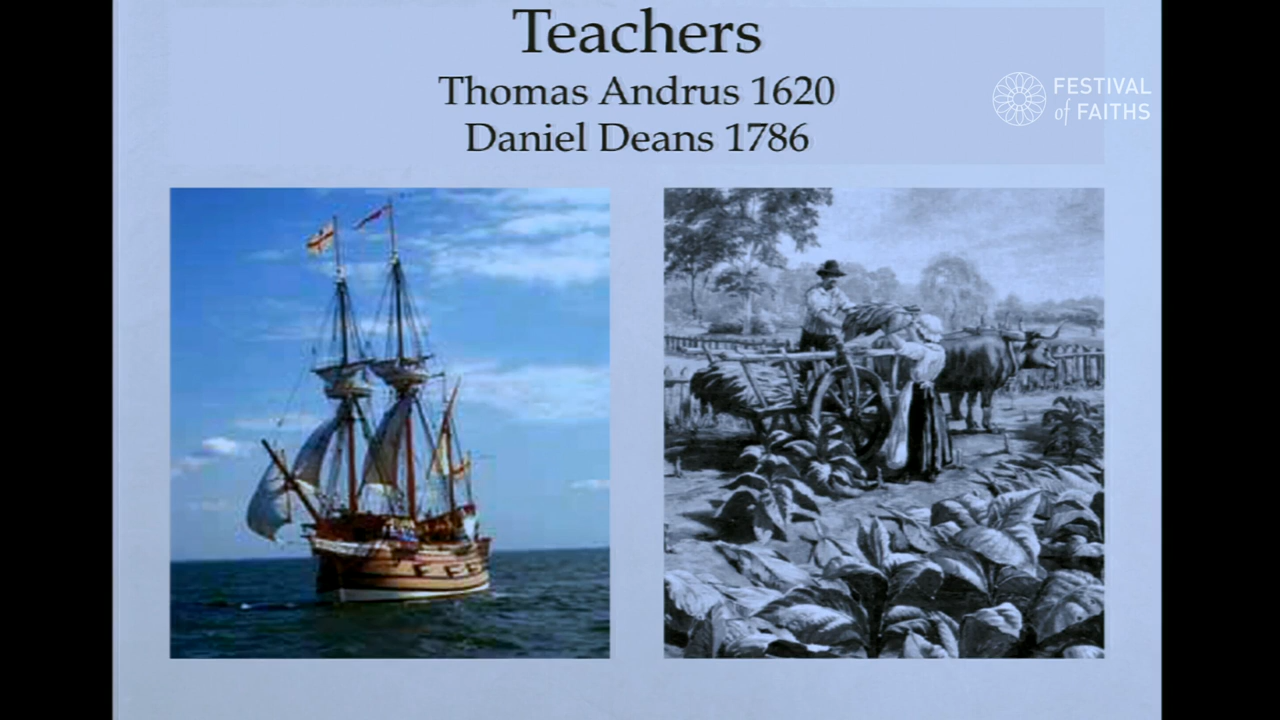 Teachers
Thomas Andrus 1620
Daniel Deans 1786
FESTIVAL
of FAITHS